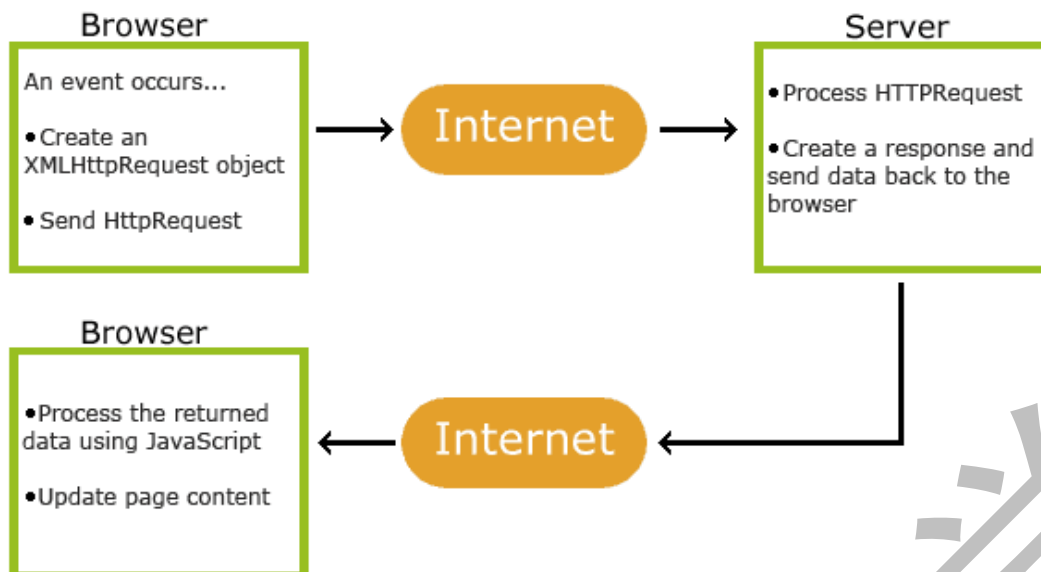 Browser
An event occurs...
•Create an
XMLHttpRequest object
• Send HttpRequest
Internet
Server
•Process HTTPRequest
•Create a response and
send data back to the
browser
Browser
•Process the returned
data using JavaScript
•Update page content
Internet